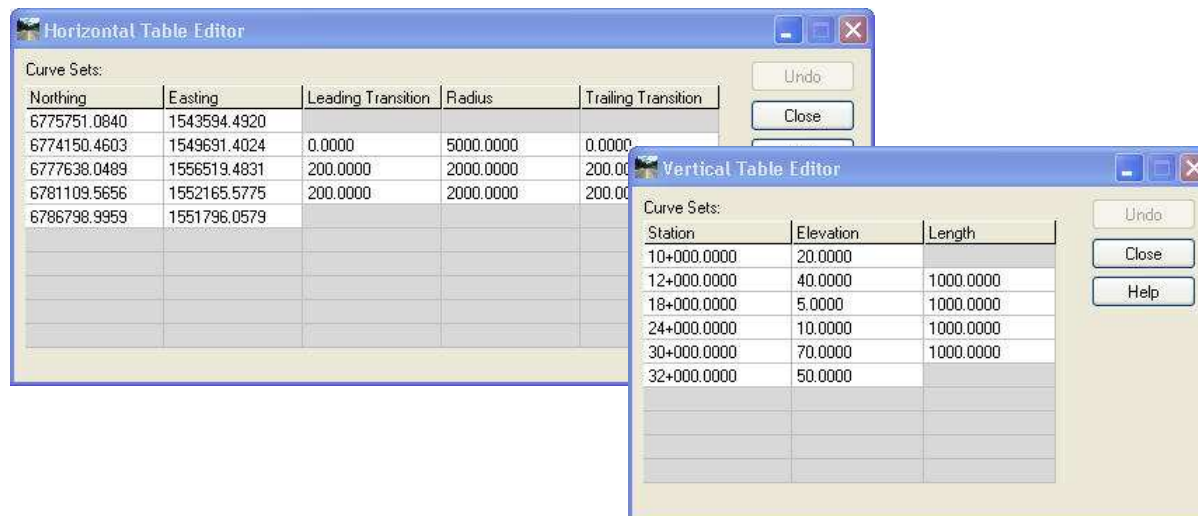 Horizontal Table Editor
Curve Sets:
Undo
Northing Easting Leading Transition Radius Trailing Transition
Close
6775751.0840 1543594.4920
6774150.4603 1549691.4024 0.0000 5000.0000 0.0000
6777638.0489 1556519.4831 200.0000 2000.0000 200.00
6781109.5656 1552165.5775 200.0000 2000.0000 200.00
6786798.9959 1551796.0579
Vertical Table Editor
Curve Sets:
Undo
Station Elevation Length
Close
10+000.0000 20.0000
12+000.0000 40.0000 1000.0000
Help
18+000.0000 5.0000 1000.0000
24+000.0000 10.0000 1000.0000
30+000.0000 70.0000 1000.0000
32+000.0000 50.0000